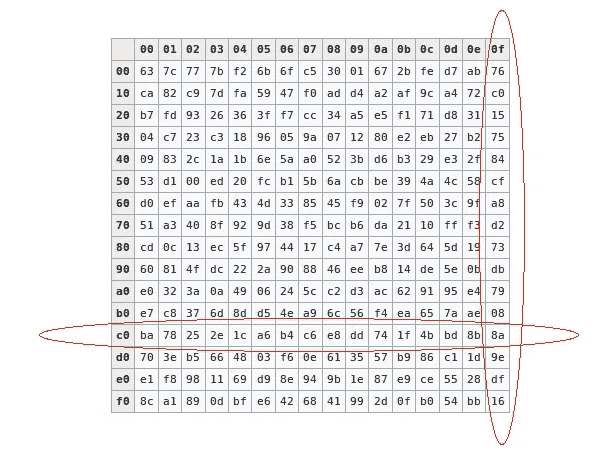 00 01 02 03 04 05 06 07 08 09 0a 0b 0c 0d 0e 0f
00 63 7c 77 7b f2 6b 6f c5 30 01 67 2b fe d7 ab 76
10 ca 82 c9 7d fa 59 47 f0 ad d4 a2 af 9c a4 72 c0
20 b7 fd 93 26 36 3f f7 cc 34 a5 e5 f1 71 d8 31 15
30 04 c7 23 c3 18 96 05 9a 07 12 80 e2 eb 27 b2 75
40 09 83 2c 1a 1b 6e 5a a0 52 3b d6 b3 29 e3 2f 84
50 53 d1 00 ed 20 fc b1 5b 6a cb be 39 4a 4c 58 cf
60 d0 ef aa fb 43 4d 33 85 45 f9 02 7f 50 3c 9f a8
70 51 a3 40 8f 92 9d 38 f5 bc b6 da 21 10 ff f3 d2
80 cd 0c 13 ec 5f 97 44 17 c4 a7 7e 3d 64 5d 19 73
90 60 81 4f dc 22 2a 90 88 46 ee b8 14 de 5e 0b db
a0 e0 32 3a 0a 49 06 24 5c c2 d3 ac 62 91 95 e4 79
b0 e7 c8 37 6d 8d d5 4e a9 6c 56 f4 ea 65 7a ae 08
c0 ba 78 25 2e 1c a6 b4 c6 e8 dd 74 1f 4b bd 8b 8a
d0 70 3e b5 66 48 03 f6 0e 61 35 57 b9 86 c1 1d 9e
e0 e1 f8 98 11 69 d9 8e 94 9b 1e 87 e9 ce 55 28 df
f0 8c a1 89 0d bf e6 42 68 41 99 2d 0f b0 54 bb 16